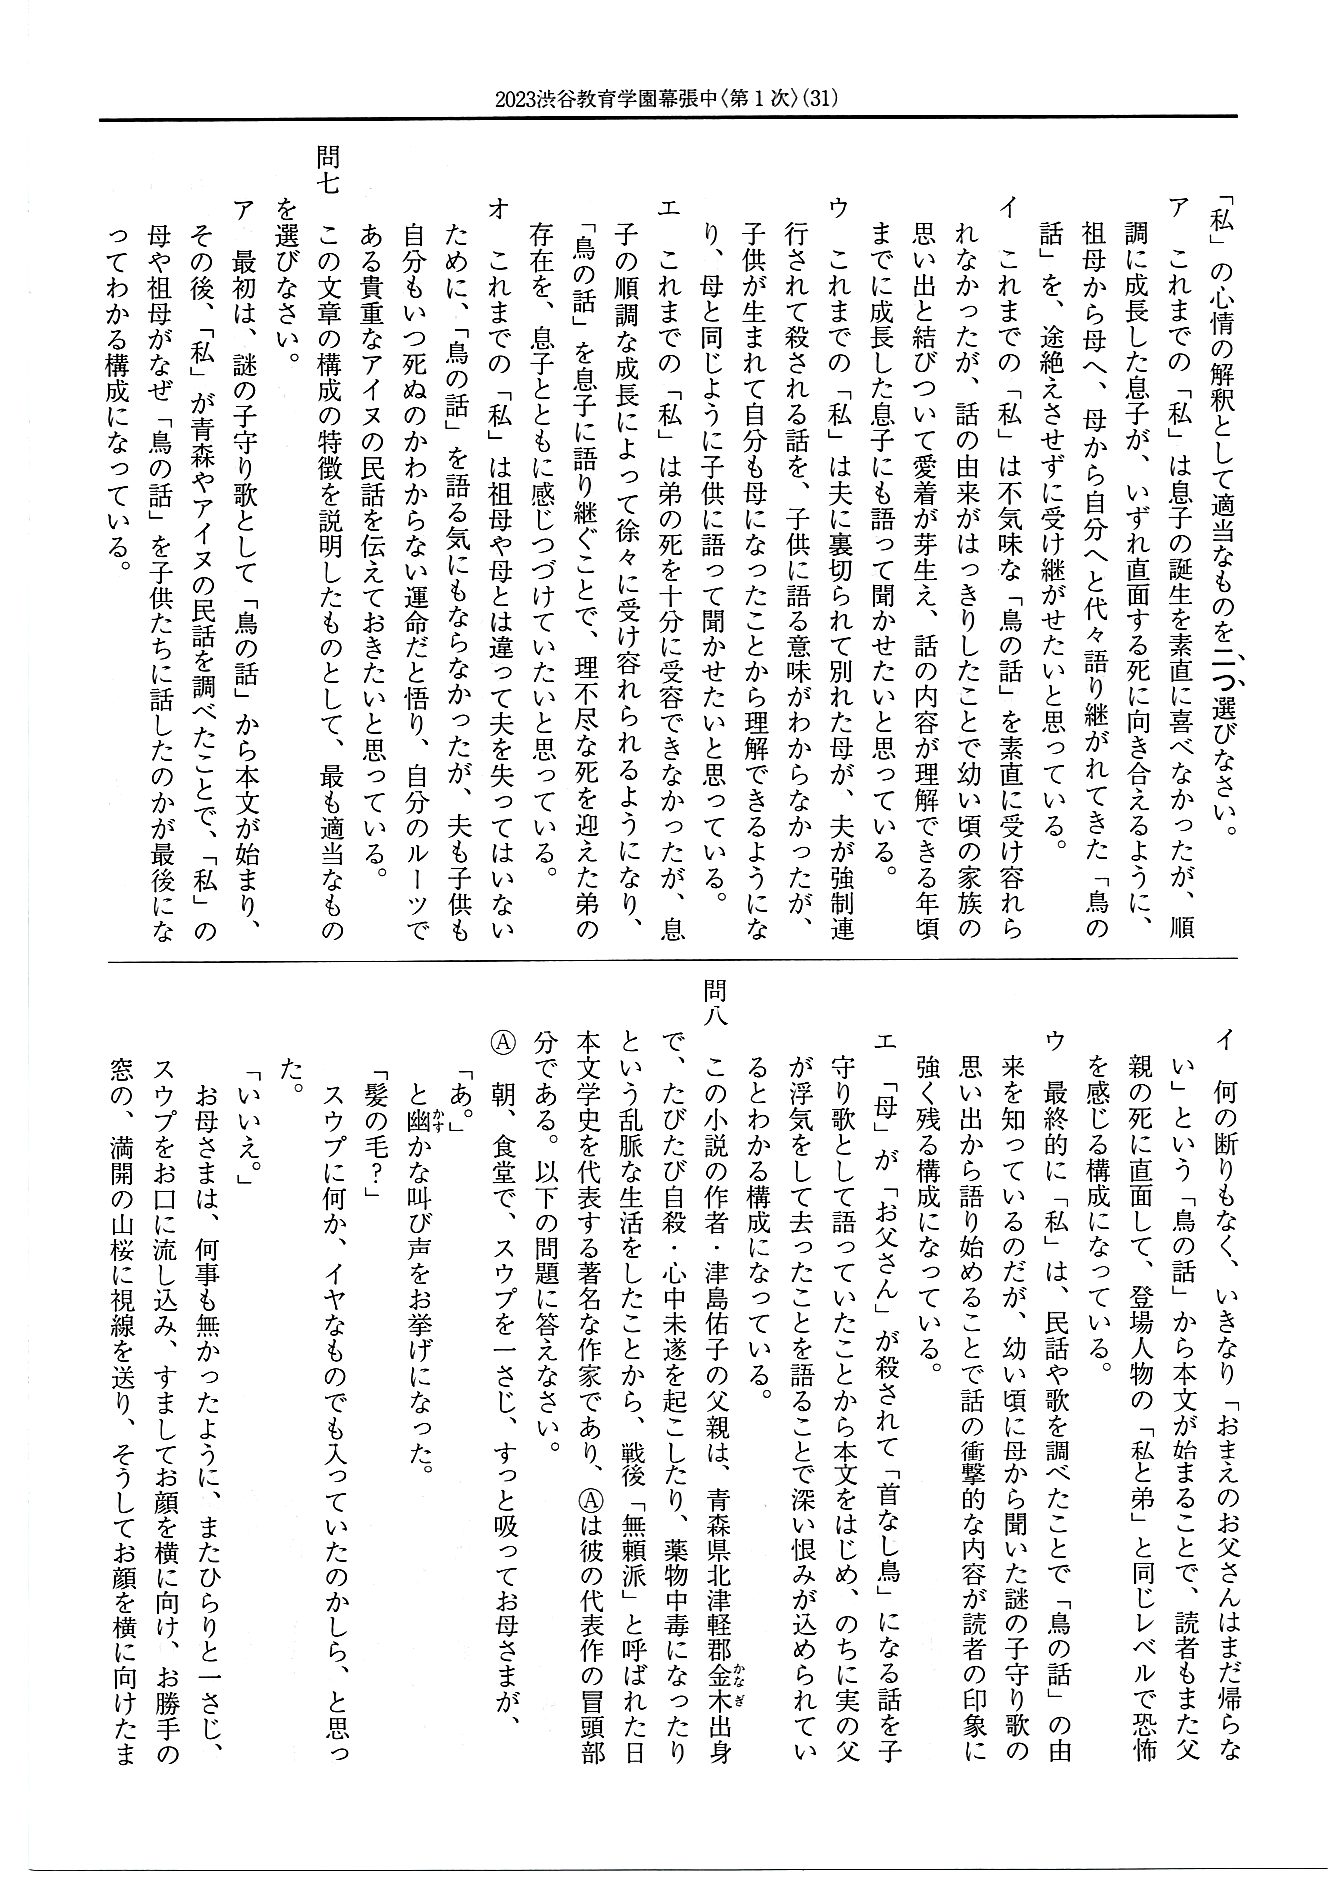 2023渋谷教育学園幕張中〈第1次〉(31)
「私」の心情の解釈として適当なものを二つ選びなさい。
ア　これまでの「私」は息子の誕生を素直に喜べなかったが、順
調に成長した息子が、いずれ直面する死に向き合えるように、
祖母から母へ、母から自分へと代々語り継がれてきた「鳥の
話」を、途絶えさせずに受け継がせたいと思っている。
イ　これまでの「私」は不気味な「鳥の話」を素直に受け容れら
れなかったが、話の由来がはっきりしたことで幼い頃の家族の
思い出と結びついて愛着が芽生え、話の内容が理解できる年頃
までに成長した息子にも語って聞かせたいと思っている。
ウ　これまでの「私」は夫に裏切られて別れた母が、夫が強制連
行されて殺される話を、子供に語る意味がわからなかったが、
子供が生まれて自分も母になったことから理解できるようにな
り、母と同じように子供に語って聞かせたいと思っている。
エ　これまでの「私」は弟の死を十分に受容できなかったが、息
子の順調な成長によって徐々に受け容れられるようになり、
「鳥の話」を息子に語り継ぐことで、理不尽な死を迎えた弟の
存在を、息子とともに感じつづけていたいと思っている。
オ　これまでの「私」は祖母や母とは違って夫を失ってはいない
ために、「鳥の話」を語る気にもならなかったが、夫も子供も
自分もいつ死ぬのかわからない運命だと悟り、自分のルーツで
ある貴重なアイヌの民話を伝えておきたいと思っている。
問七　この文章の構成の特徴を説明したものとして、最も適当なもの
を選びなさい。
ア　最初は、謎の子守り歌として「鳥の話」から本文が始まり、
その後、「私」が青森やアイヌの民話を調べたことで、「私」の
母や祖母がなぜ「鳥の話」を子供たちに話したのかが最後にな
ってわかる構成になっている。
イ　何の断りもなく、いきなり「おまえのお父さんはまだ帰らな
い」という「鳥の話」から本文が始まることで、読者もまた父
親の死に直面して、登場人物の「私と弟」と同じレベルで恐怖
を感じる構成になっている。
ウ　最終的に「私」は、民話や歌を調べたことで「鳥の話」の由
来を知っているのだが、幼い頃に母から聞いた謎の子守り歌の
思い出から語り始めることで話の衝撃的な内容が読者の印象に
強く残る構成になっている。
エ　「母」が「お父さん」が殺されて「首なし鳥」になる話を子
守り歌として語っていたことから本文をはじめ、のちに実の父
が浮気をして去ったことを語ることで深い恨みが込められてい
るとわかる構成になっている。
問八　この小説の作者・津島佑子の父親は、青森県北津軽郡金木出身
で、たびたび自殺・心中未遂を起こしたり、薬物中毒になったり
という乱脈な生活をしたことから、戦後「無頼派」と呼ばれた日
本文学史を代表する著名な作家であり、Ⓐは彼の代表作の冒頭部
分である。以下の問題に答えなさい。
Ⓐ　朝、食堂で、スウプを一さじ、すっと吸ってお母さまが、
「あ。」
と幽かな叫び声をお挙げになった。
「髪の毛？」
スウプに何か、イヤなものでも入っていたのかしら、と思っ
た。
「いいえ。」
お母さまは、何事も無かったように、またひらりと一さじ、
スウプをお口に流し込み、すましてお顔を横に向け、お勝手の
窓の、満開の山桜に視線を送り、そうしてお顔を横に向けたま